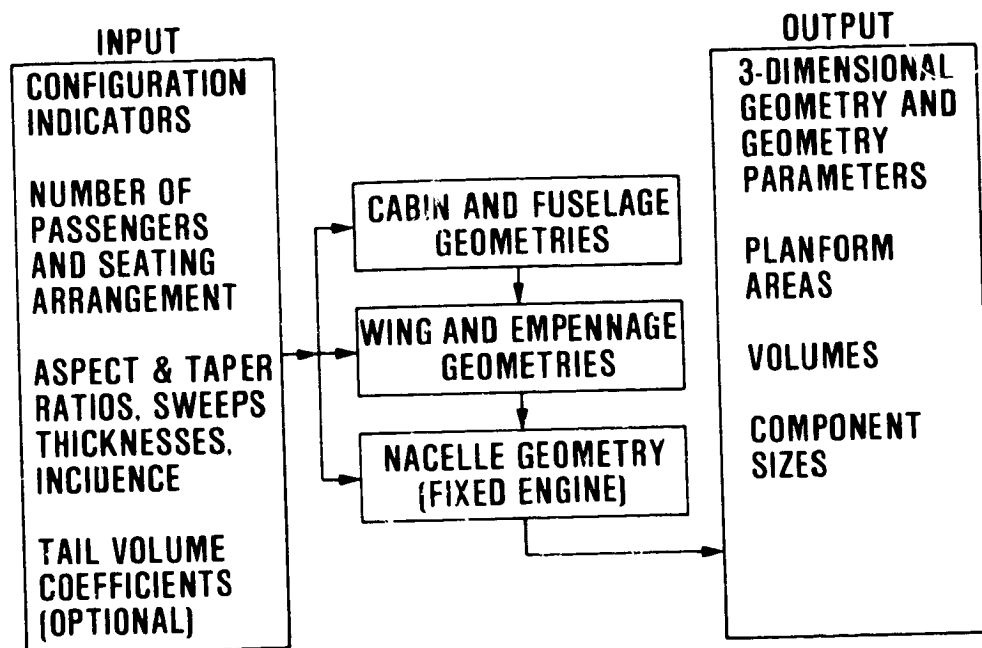 INPUT
CONFIGURATION
INDICATORS
NUMBER OF
PASSENGERS
AND SEATING
ARRANGEMENT
ASPECT & TAPER
RATIOS, SWEEPS
THICKNESSES,
INCIDENCE
TAIL VOLUME
COEFFICIENTS
(OPTIONAL)
CABIN AND FUSELAGE
GEOMETRIES
WING AND EMPENNAGE
GEOMETRIES
NACELLE GEOMETRY
(FIXED ENGINE)
OUTPUT
3-DIMENSIONAL
GEOMETRY AND
GEOMETRY
PARAMETERS
PLANFORM
AREAS
VOLUMES
COMPONENT
SIZES